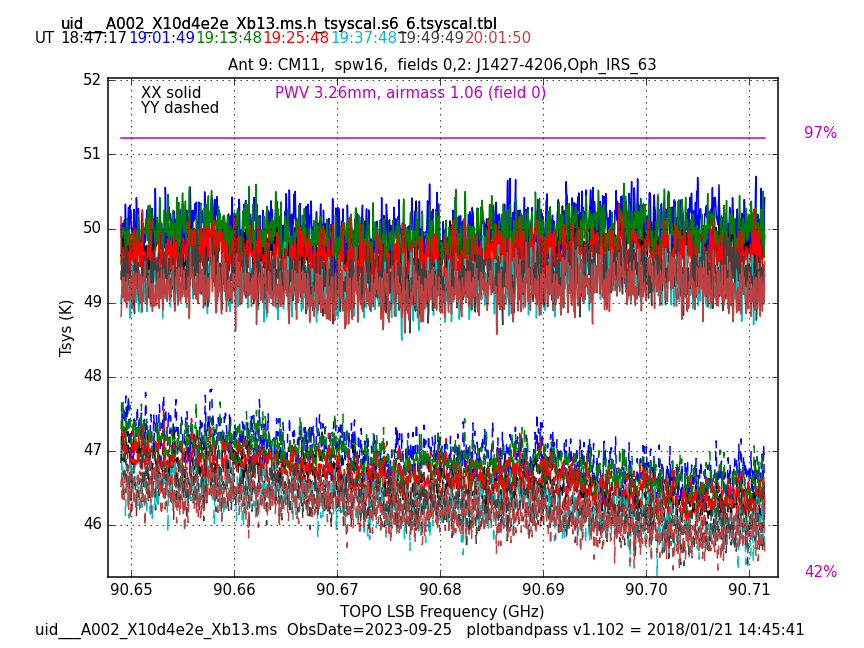 uid___A002_X10d4e2e_Xb13.ms.h_tsyscal.s6_6.tsyscal.tbl
UT 18:47:17 19:01:49 19:13:48 19:25:48 19:37:48 19:49:49 20:01:50
Ant 9: CM11,  spw16,  fields 0,2: J1427-4206,Oph_IRS_63
XX solid
YY dashed
PWV 3.26mm, airmass 1.06 (field 0)
97%
42%
52
51
50
49
48
47
46
Tsys (K)
90.65 90.66 90.67 90.68 90.69 90.70 90.71
TOPO LSB Frequency (GHz)
uid___A002_X10d4e2e_Xb13.ms  ObsDate=2023-09-25   plotbandpass v1.102 = 2018/01/21 14:45:41